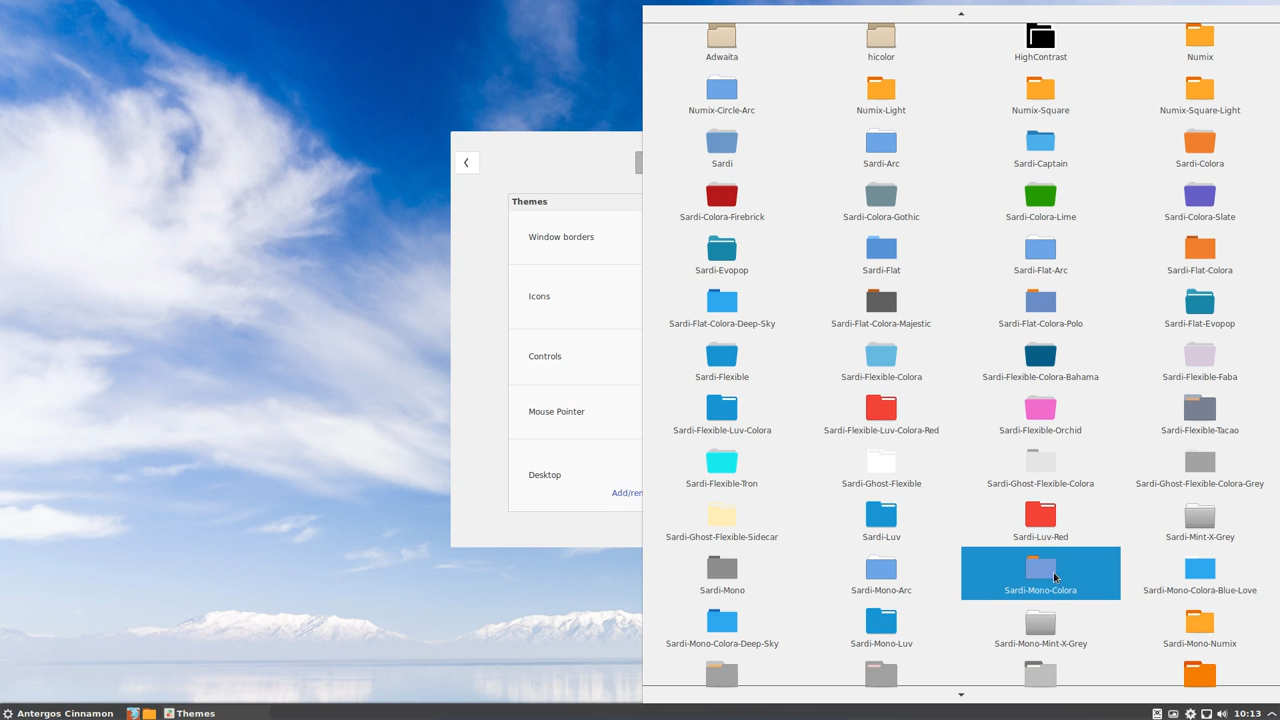 Adwaita
hicolor
HighContrast
Numix
Numix-Circle-Arc
Numix-Light
Numix-Square
Numix-Square-Light
Sardi
Sardi-Arc
Sardi-Captain
Sardi-Colora
Sardi-Colora-Firebrick
Sardi-Colora-Gothic
Sardi-Colora-Lime
Sardi-Colora-Slate
Sardi-Evopop
Sardi-Flat
Sardi-Flat-Arc
Sardi-Flat-Colora
Sardi-Flat-Colora-Deep-Sky
Sardi-Flat-Colora-Majestic
Sardi-Flat-Colora-Polo
Sardi-Flat-Evopop
Sardi-Flexible
Sardi-Flexible-Colora
Sardi-Flexible-Colora-Bahama
Sardi-Flexible-Faba
Sardi-Flexible-Luv-Colora
Sardi-Flexible-Luv-Colora-Red
Sardi-Flexible-Orchid
Sardi-Flexible-Tacao
Sardi-Flexible-Tron
Sardi-Ghost-Flexible
Sardi-Ghost-Flexible-Colora
Sardi-Ghost-Flexible-Colora-Grey
Sardi-Ghost-Flexible-Sidecar
Sardi-Luv
Sardi-Luv-Red
Sardi-Mint-X-Grey
Sardi-Mono
Sardi-Mono-Arc
Sardi-Mono-Colora
Sardi-Mono-Colora-Blue-Love
Sardi-Mono-Colora-Deep-Sky
Sardi-Mono-Luv
Sardi-Mono-Mint-X-Grey
Sardi-Mono-Numix
Themes
Window borders
Icons
Controls
Mouse Pointer
Desktop
Add/ren
Antergos Cinnamon
Themes
10:13